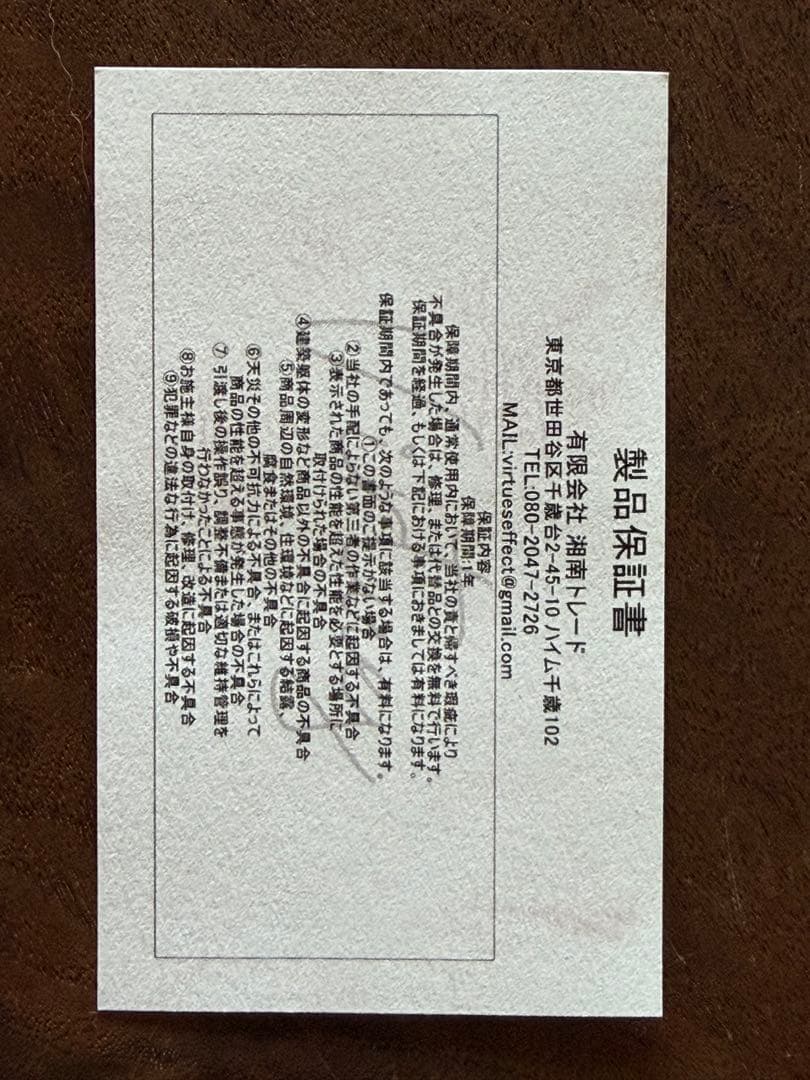 製品保証書
有限会社 湘南トレード
東京都世田谷区千歳台2-45-10 ハイム千歳102
TEL:080-2047-2726
MAIL:virtueseffect@gmail.com
保証内容
保障期間:1年
保障期間内、通常使用内において、当社の責と帰すべき瑕疵により
不具合が発生した場合は、修理、または代替品との交換を無料で行います。
保証期間を経過、もしくは下記における事項におきましては有料になります。
保証期間内であっても、次のような事項に該当する場合は、有料になります。
①この書面のご提示がない場合
②当社の手配によらない第三者の作業などに起因する不具合
③表示された商品の性能を超えた性能を必要とする場所に
取付けられた場合の不具合
④建築躯体の変形など商品以外の不具合に起因する商品の不具合
⑤商品周辺の自然環境、住環境などに起因する結露、
腐食またはその他の不具合
⑥天災その他の不可抗力による不具合、またはこれらによって
商品の性能を超える事態が発生した場合の不具合
⑦ 引渡し後の操作誤り、調整不備または適切な維持管理を
行わなかったことによる不具合
⑧お施主様自身の取付け、修理、改造に起因する不具合
⑨犯罪などの違法な行為に起因する破損や不具合